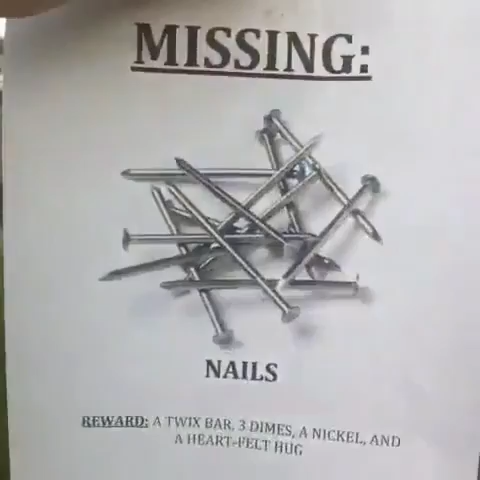 MISSING:
NAILS
REWARD: A TWIX BAR, 3 DIMES, A NICKEL, AND
A HEART-FELT HUG